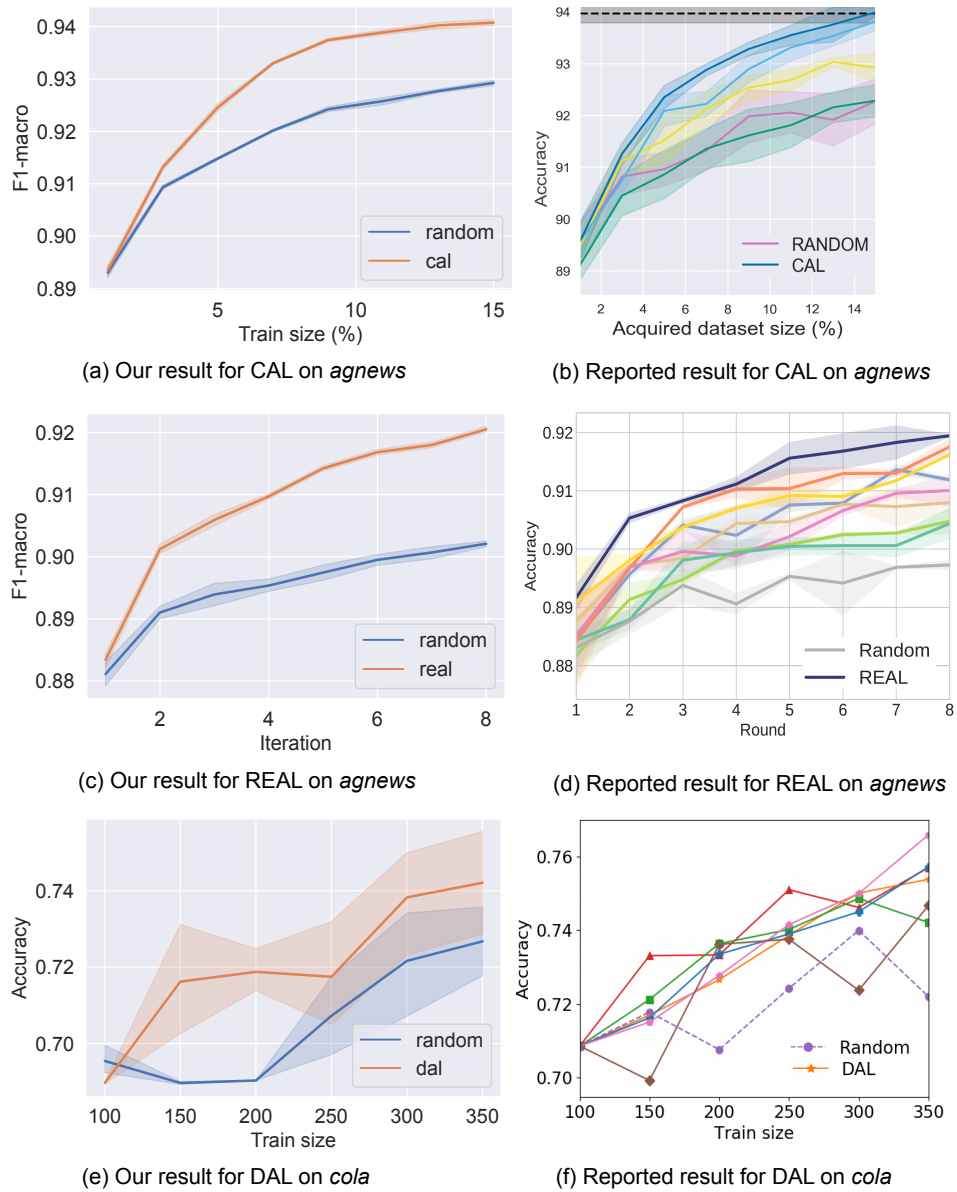 0.94
0.93
0.92
0.91
0.90
0.89
F1-macro
random
cal
5
10
15
Train size (%)
(a) Our result for CAL on agnews
94
93
92
91
90
89
Accuracy
RANDOM
CAL
2
4
6
8
10
12
14
Acquired dataset size (%)
(b) Reported result for CAL on agnews
0.92
0.91
0.90
0.89
0.88
F1-macro
random
real
2
4
6
8
Iteration
(c) Our result for REAL on agnews
0.92
0.91
0.90
0.89
0.88
Accuracy
Random
REAL
1
2
3
4
5
6
7
8
Round
(d) Reported result for REAL on agnews
0.74
0.72
0.70
Accuracy
random
dal
100
150
200
250
300
350
Train size
(e) Our result for DAL on cola
0.76
0.74
0.72
0.70
Accuracy
Random
DAL
100
150
200
250
300
350
Train size
(f) Reported result for DAL on cola